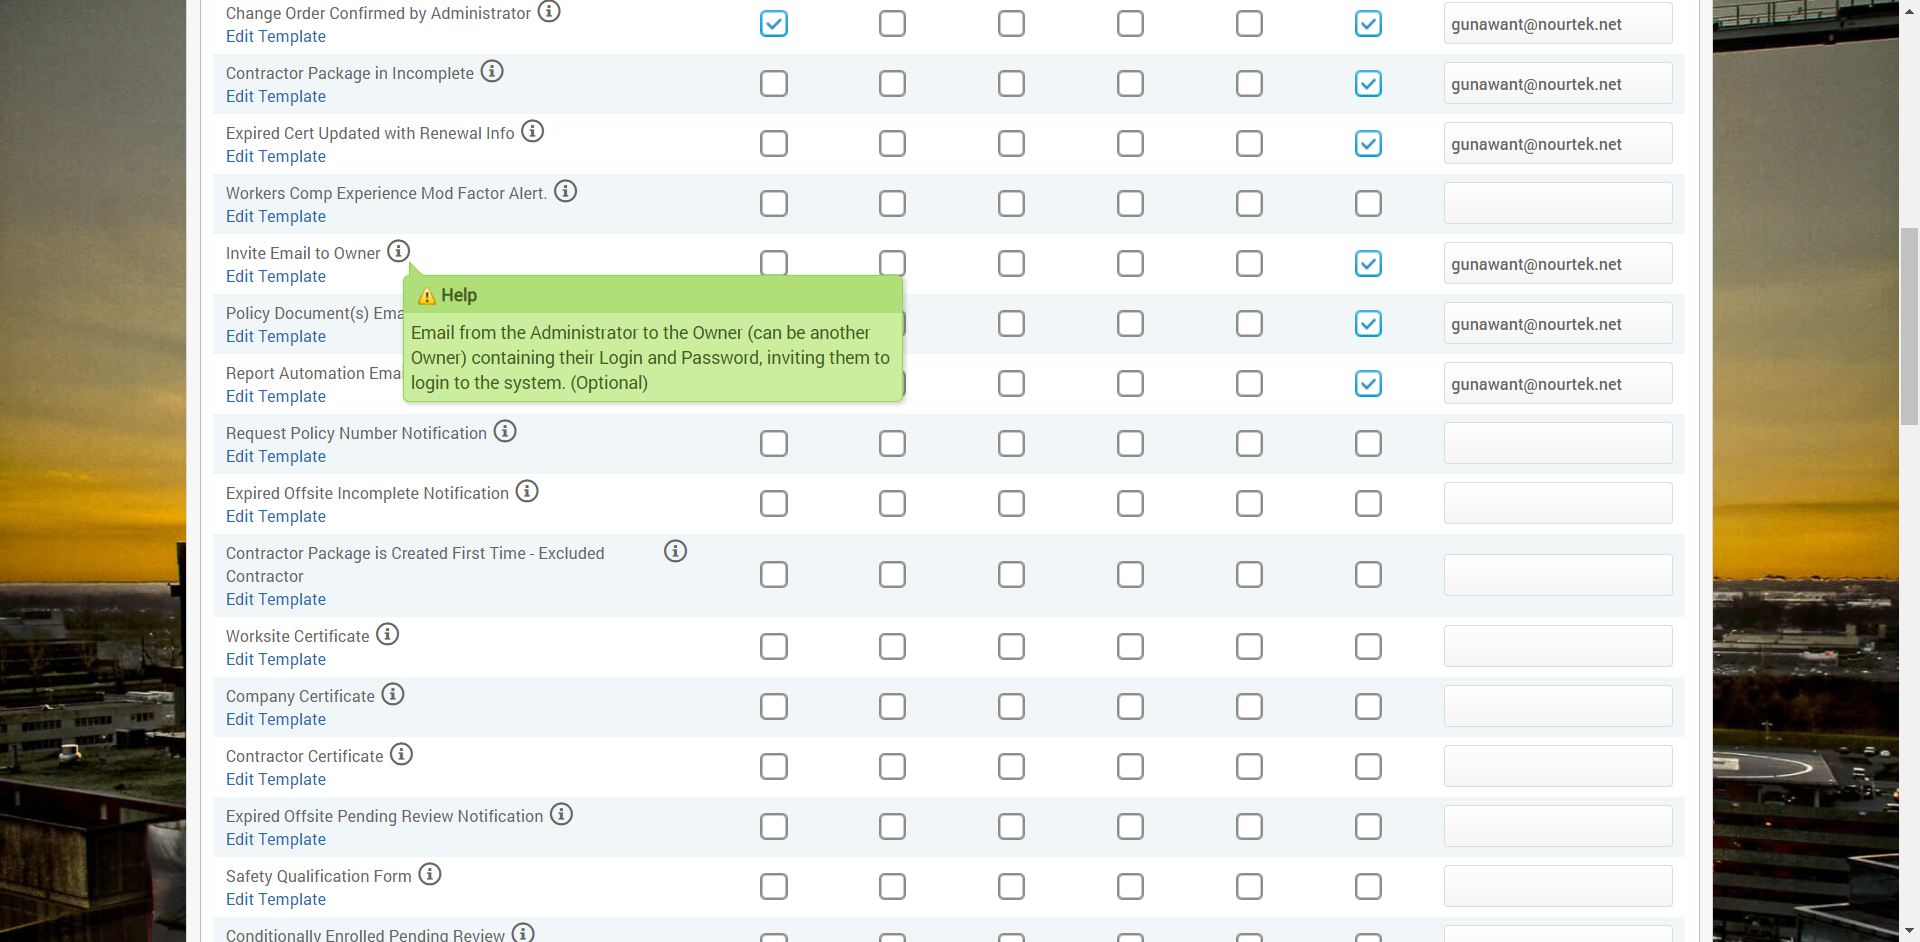 Change Order Confirmed by Administrator
Edit Template
gunawant@nourtek.net
Contractor Package in Incomplete
Edit Template
gunawant@nourtek.net
Expired Cert Updated with Renewal Info
Edit Template
gunawant@nourtek.net
Workers Comp Experience Mod Factor Alert.
Edit Template
Invite Email to Owner
Edit Template
gunawant@nourtek.net
Help
Email from the Administrator to the Owner (can be another
Owner) containing their Login and Password, inviting them to
login to the system. (Optional)
Policy Document(s) Ema
Edit Template
gunawant@nourtek.net
Report Automation Emai
Edit Template
gunawant@nourtek.net
Request Policy Number Notification
Edit Template
Expired Offsite Incomplete Notification
Edit Template
Contractor Package is Created First Time - Excluded
Contractor
Edit Template
Worksite Certificate
Edit Template
Company Certificate
Edit Template
Contractor Certificate
Edit Template
Expired Offsite Pending Review Notification
Edit Template
Safety Qualification Form
Edit Template
Conditionally Enrolled Pending Review